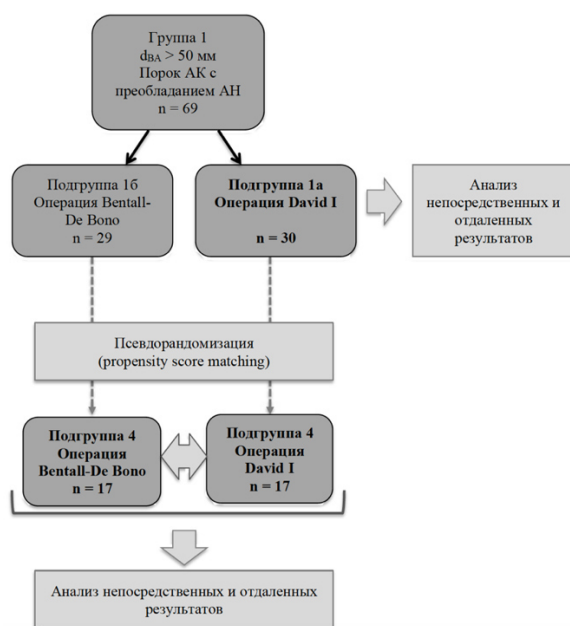 Группа 1
d_ВА > 50 мм
Порок АК с
преобладанием АН
n = 69
Подгруппа 1б
Операция Bentall-
De Bono
n = 29
Подгруппа 1а
Операция David I
n = 30
Анализ
непосредственных и
отдаленных
результатов
Псевдорандомизация
(propensity score matching)
Подгруппа 4
Операция
Bentall-De Bono
n = 17
Подгруппа 4
Операция
David I
n = 17
Анализ непосредственных и отдаленных
результатов